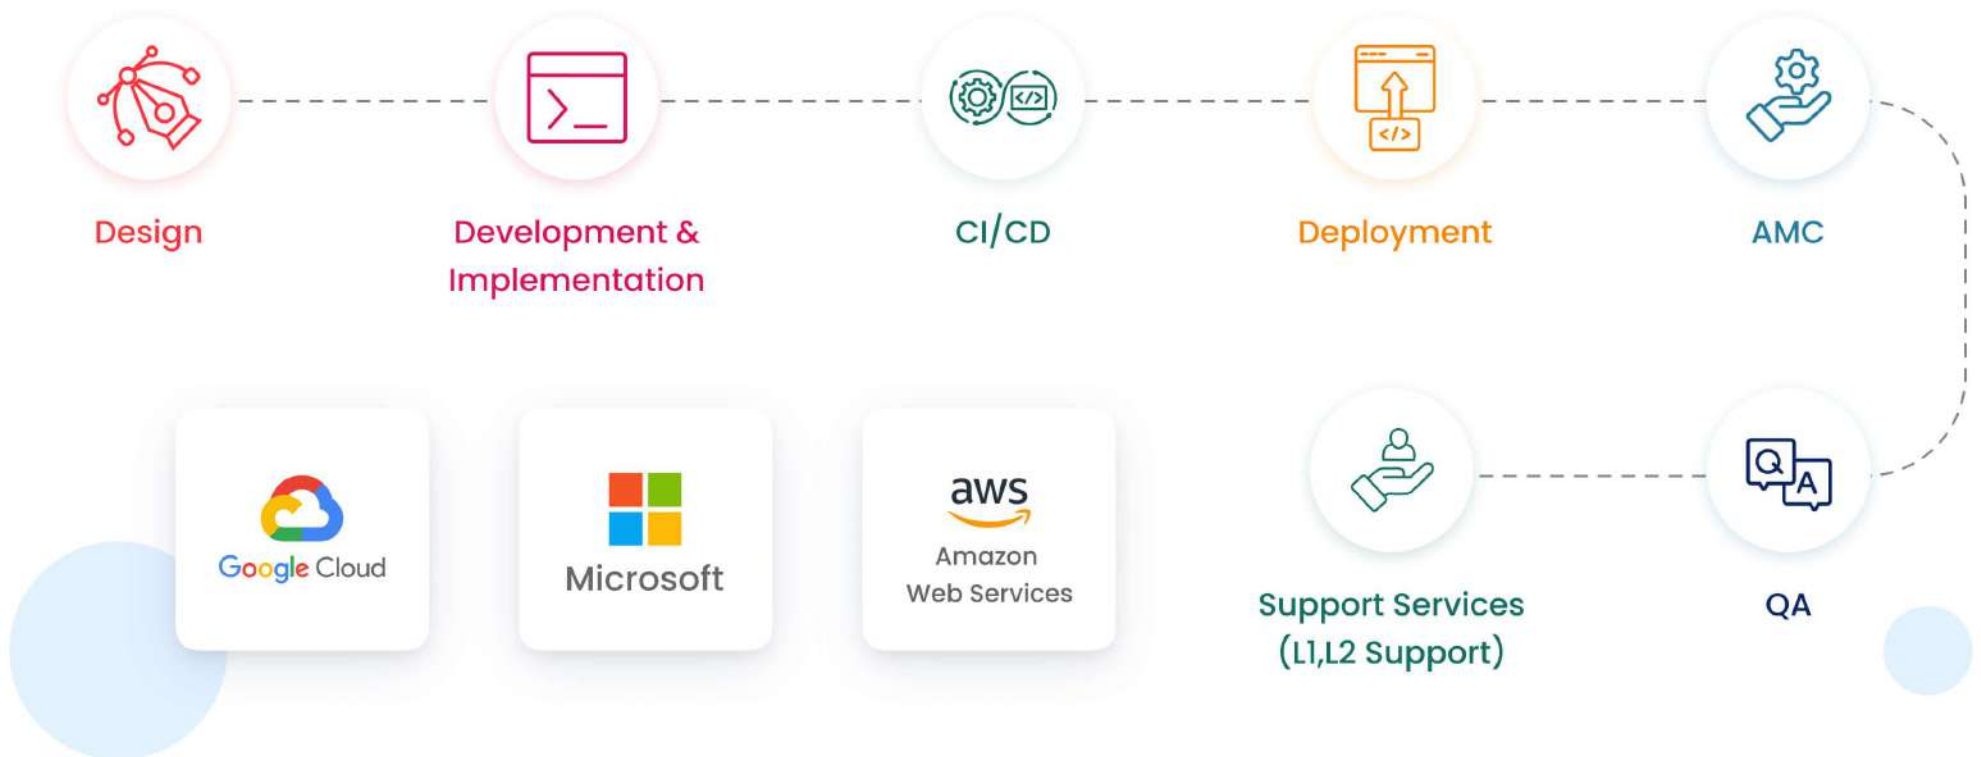 Design
Development &
Implementation
CI/CD
Deployment
AMC
Google Cloud
Microsoft
aws
Amazon
Web Services
Support Services
(L1,L2 Support)
Q
A
QA